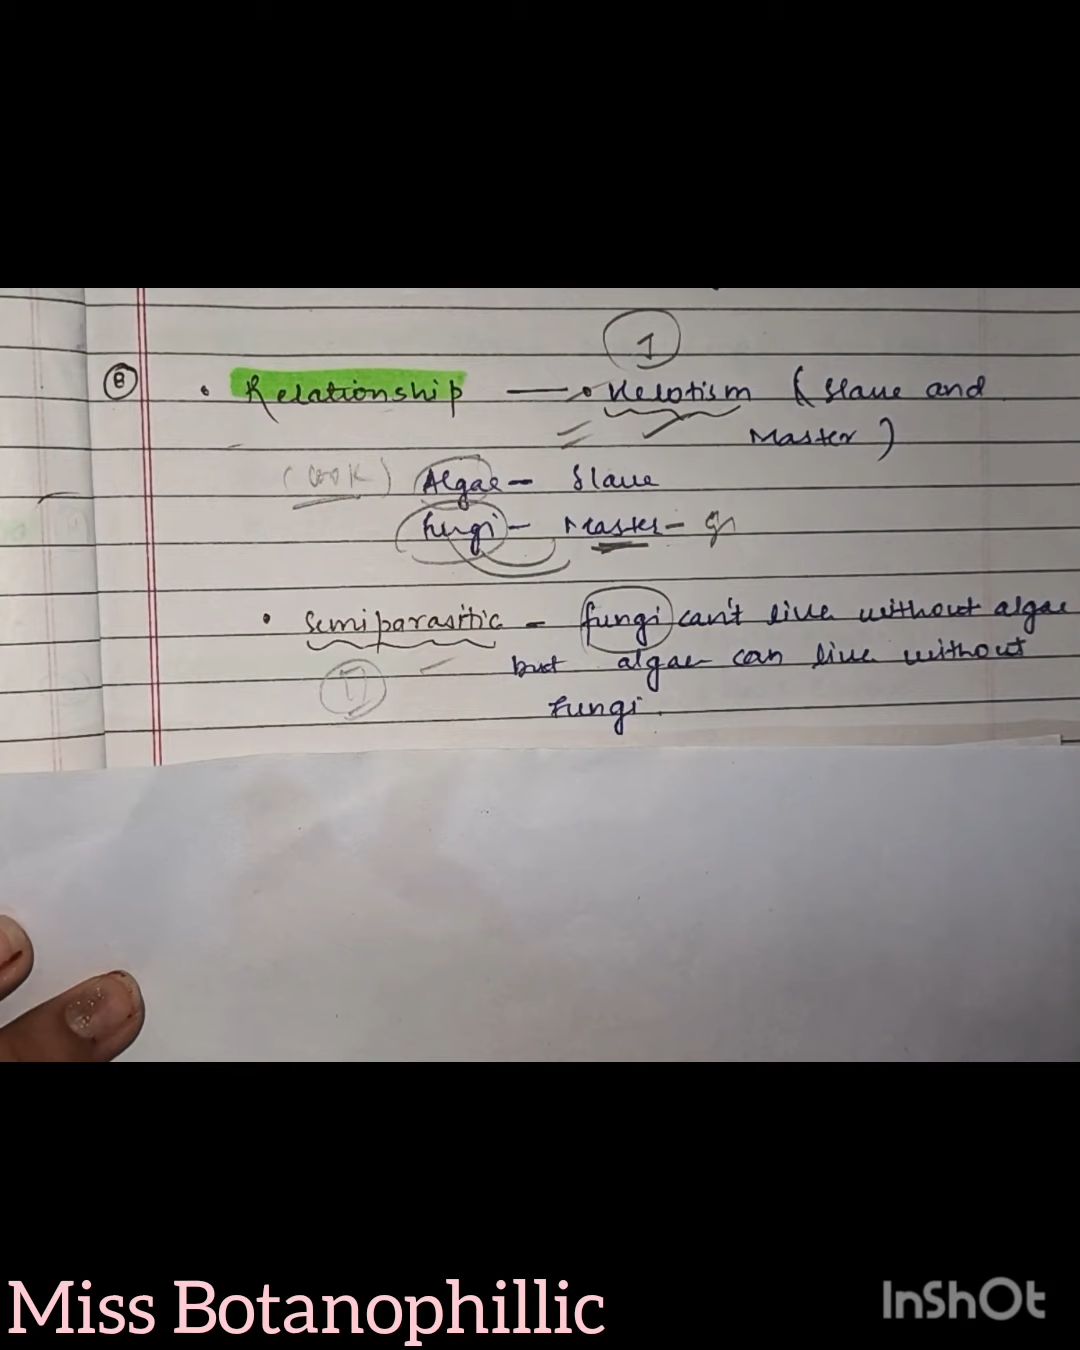 1
8 • Relationship → • Helotism (Slave and
Master)
(cook) Algae – Slave
Fungi – Master –
• Semiparasitic – fungi can't live without algae
but algae can live without
fungi.
Miss Botanophillic
InShOt